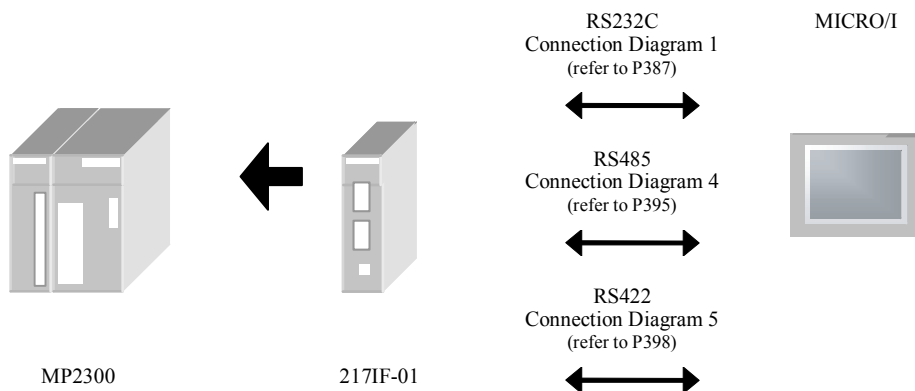 RS232C
Connection Diagram 1
(refer to P387)
MICRO/I
RS485
Connection Diagram 4
(refer to P395)
RS422
Connection Diagram 5
(refer to P398)
MP2300
217IF-01